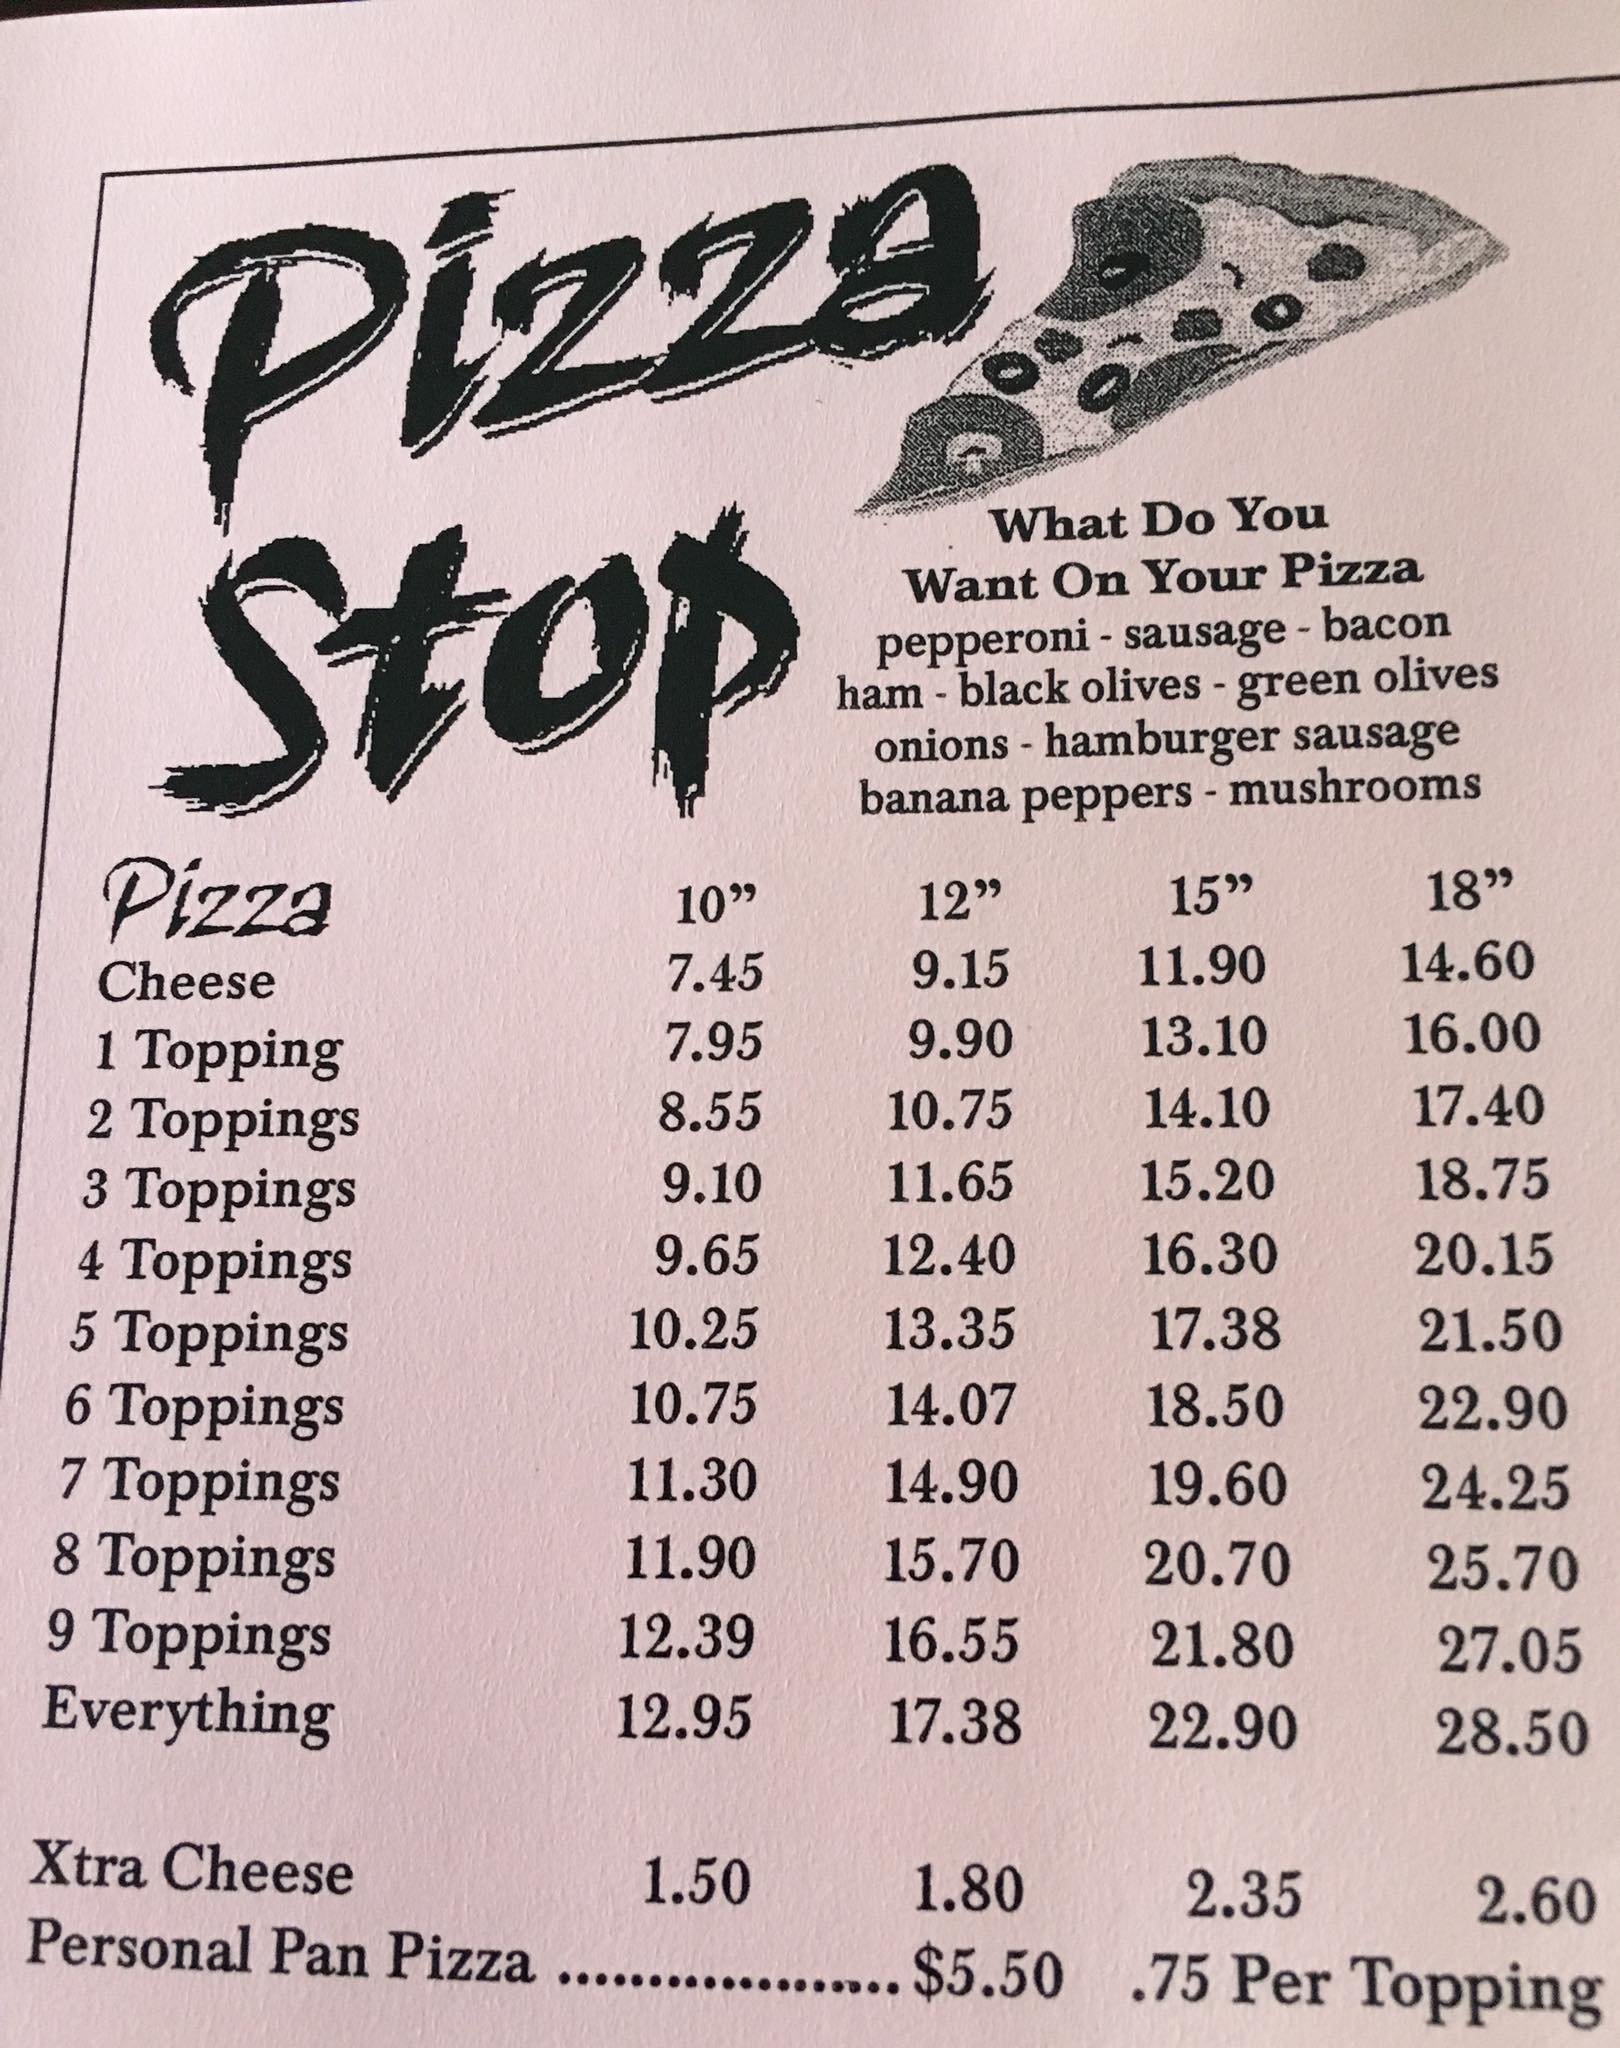 Pizza
Stop
What Do You
Want On Your Pizza
pepperoni - sausage - bacon
ham - black olives - green olives
onions - hamburger sausage
banana peppers - mushrooms
Pizza 10” 12” 15” 18”
Cheese 7.45 9.15 11.90 14.60
1 Topping 7.95 9.90 13.10 16.00
2 Toppings 8.55 10.75 14.10 17.40
3 Toppings 9.10 11.65 15.20 18.75
4 Toppings 9.65 12.40 16.30 20.15
5 Toppings 10.25 13.35 17.38 21.50
6 Toppings 10.75 14.07 18.50 22.90
7 Toppings 11.30 14.90 19.60 24.25
8 Toppings 11.90 15.70 20.70 25.70
9 Toppings 12.39 16.55 21.80 27.05
Everything 12.95 17.38 22.90 28.50
Xtra Cheese 1.50 1.80 2.35 2.60
Personal Pan Pizza ................... $5.50 .75 Per Topping